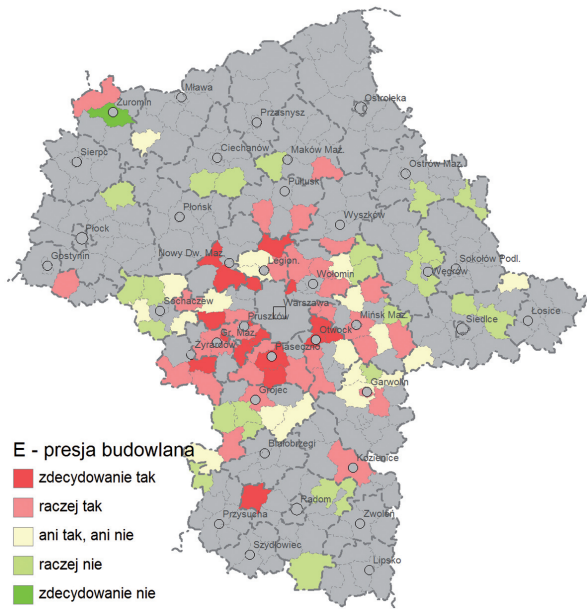 Mława
Żuromin
Ostrołęka
Przasnysz
Ciechanów
Maków Maz.
Sierpc
Ostrów Maz.
Pułtusk
Płońsk
Wyszków
Płock
Nowy Dw. Maz.
Legion.
Gostynin
Sokołów Podl.
Węgrów
Wołomin
Sochaczew
Warszawa
Pruszków
Mińsk Maz.
Siedlce
Łosice
Gr. Maz.
Otwock
Żyrardów
Piaseczno
Garwolin
Grójec
Białobrzegi
E - presja budowlana
zdecydowanie tak
raczej tak
ani tak, ani nie
raczej nie
zdecydowanie nie
Kozienice
Radom
Przysucha
Zwoleń
Szydłowiec
Lipsko